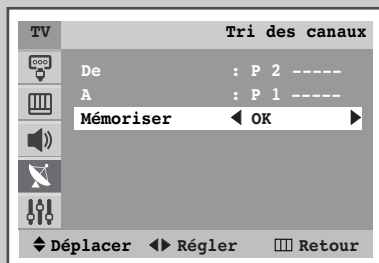 TV Tri des canaux
De : P 2 -----
A : P 1 -----
Mémoriser ◀ OK ▶
Déplacer Régler Retour